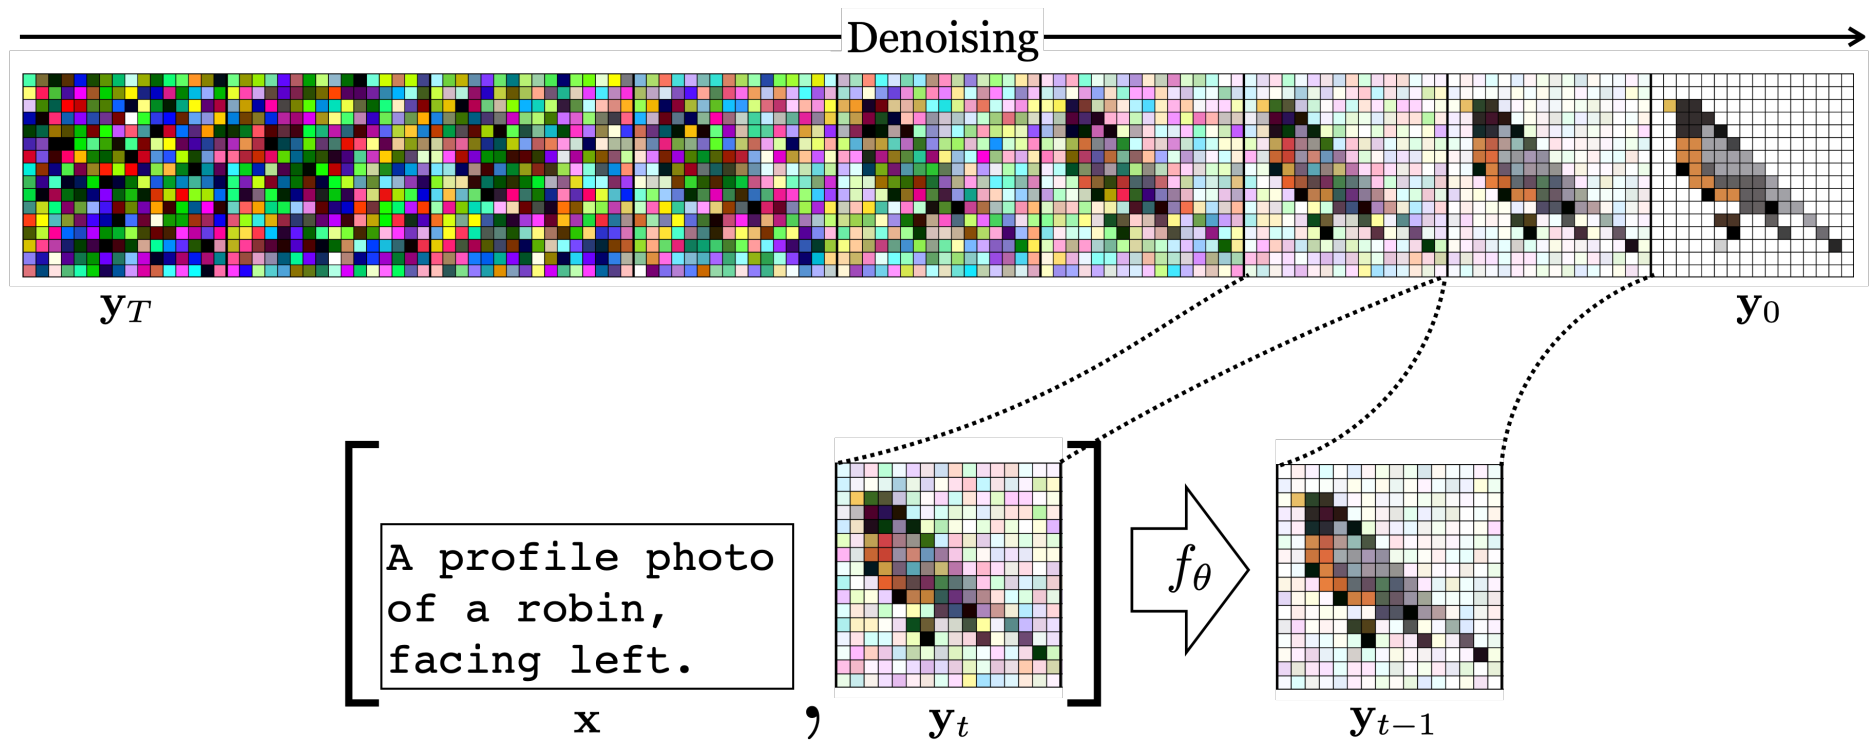 Denoising
y_T
y_0
A profile photo
of a robin,
facing left.
x
,
y_t
f_θ
y_{t−1}